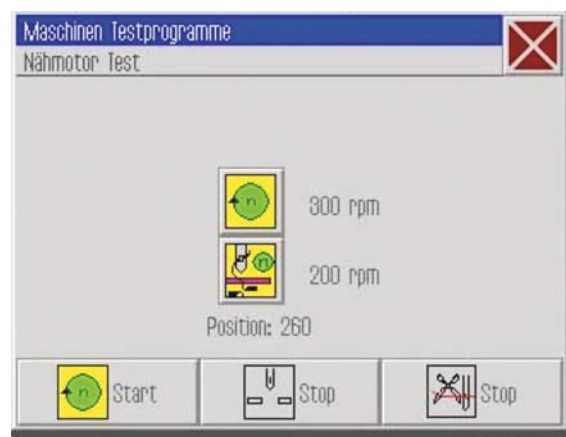 Maschinen Testprogramme
Nähmotor Test
n
300 rpm
n
200 rpm
Position: 260
n Start
Stop
Stop